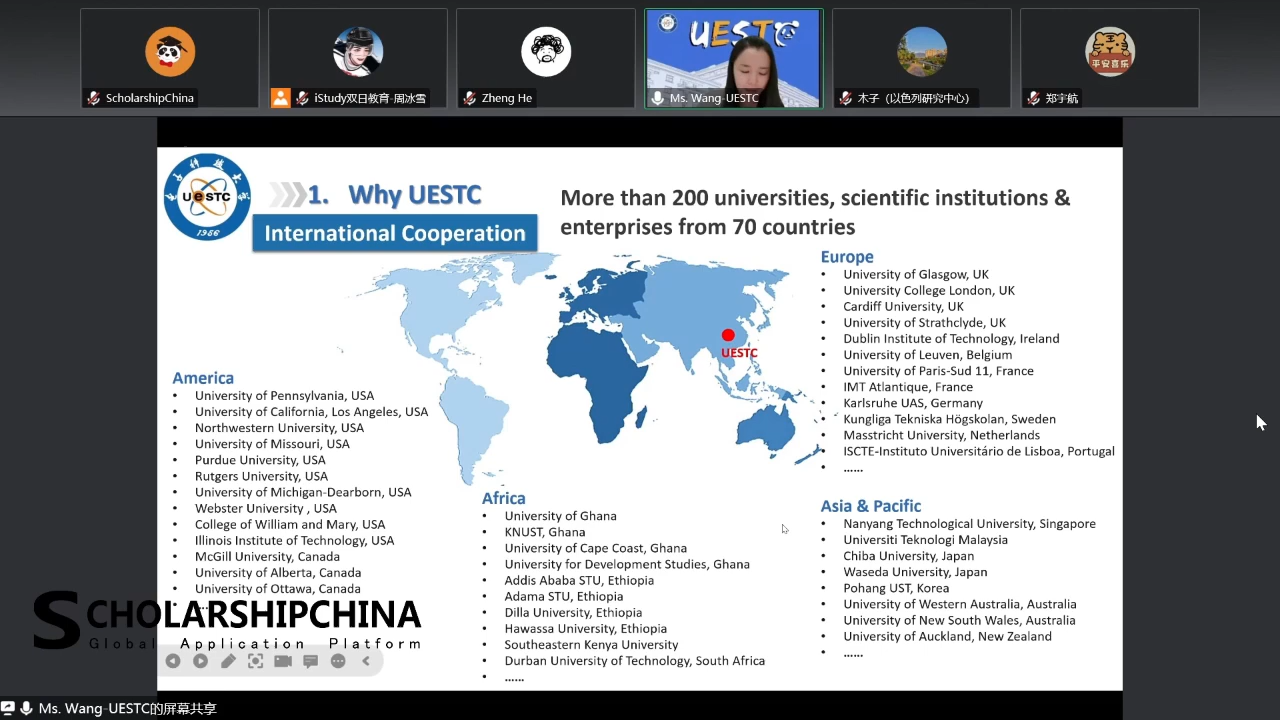 UESTC
ScholarshipChina
iStudy双日教育-周冰雪
Zheng He
Ms. Wang-UESTC
木子（以色列研究中心）
平安喜乐
郑宇航
UESTC
1956
1. Why UESTC
International Cooperation
More than 200 universities, scientific institutions &
enterprises from 70 countries
UESTC
America
• University of Pennsylvania, USA
• University of California, Los Angeles, USA
• Northwestern University, USA
• University of Missouri, USA
• Purdue University, USA
• Rutgers University, USA
• University of Michigan-Dearborn, USA
• Webster University , USA
• College of William and Mary, USA
• Illinois Institute of Technology, USA
• McGill University, Canada
• University of Alberta, Canada
• University of Ottawa, Canada
Africa
• University of Ghana
• KNUST, Ghana
• University of Cape Coast, Ghana
• University for Development Studies, Ghana
• Addis Ababa STU, Ethiopia
• Adama STU, Ethiopia
• Dilla University, Ethiopia
• Hawassa University, Ethiopia
• Southeastern Kenya University
• Durban University of Technology, South Africa
• ......
Europe
• University of Glasgow, UK
• University College London, UK
• Cardiff University, UK
• University of Strathclyde, UK
• Dublin Institute of Technology, Ireland
• University of Leuven, Belgium
• University of Paris-Sud 11, France
• IMT Atlantique, France
• Karlsruhe UAS, Germany
• Kungliga Tekniska Högskolan, Sweden
• Masstricht University, Netherlands
• ISCTE-Instituto Universitário de Lisboa, Portugal
• ......
Asia & Pacific
• Nanyang Technological University, Singapore
• Universiti Teknologi Malaysia
• Chiba University, Japan
• Waseda University, Japan
• Pohang UST, Korea
• University of Western Australia, Australia
• University of New South Wales, Australia
• University of Auckland, New Zealand
• ......
SCHOLARSHIPCHINA
Global Application Platform
Ms. Wang-UESTC的屏幕共享